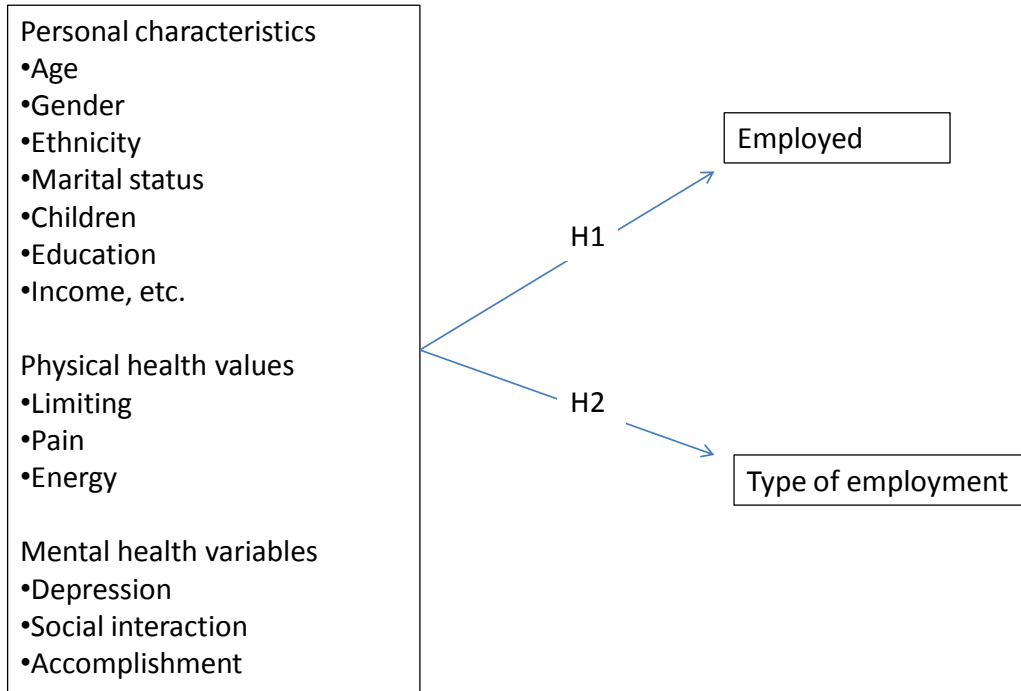 Personal characteristics
•Age
•Gender
•Ethnicity
•Marital status
•Children
•Education
•Income, etc.
Physical health values
•Limiting
•Pain
•Energy
Mental health variables
•Depression
•Social interaction
•Accomplishment
H1
H2
Employed
Type of employment